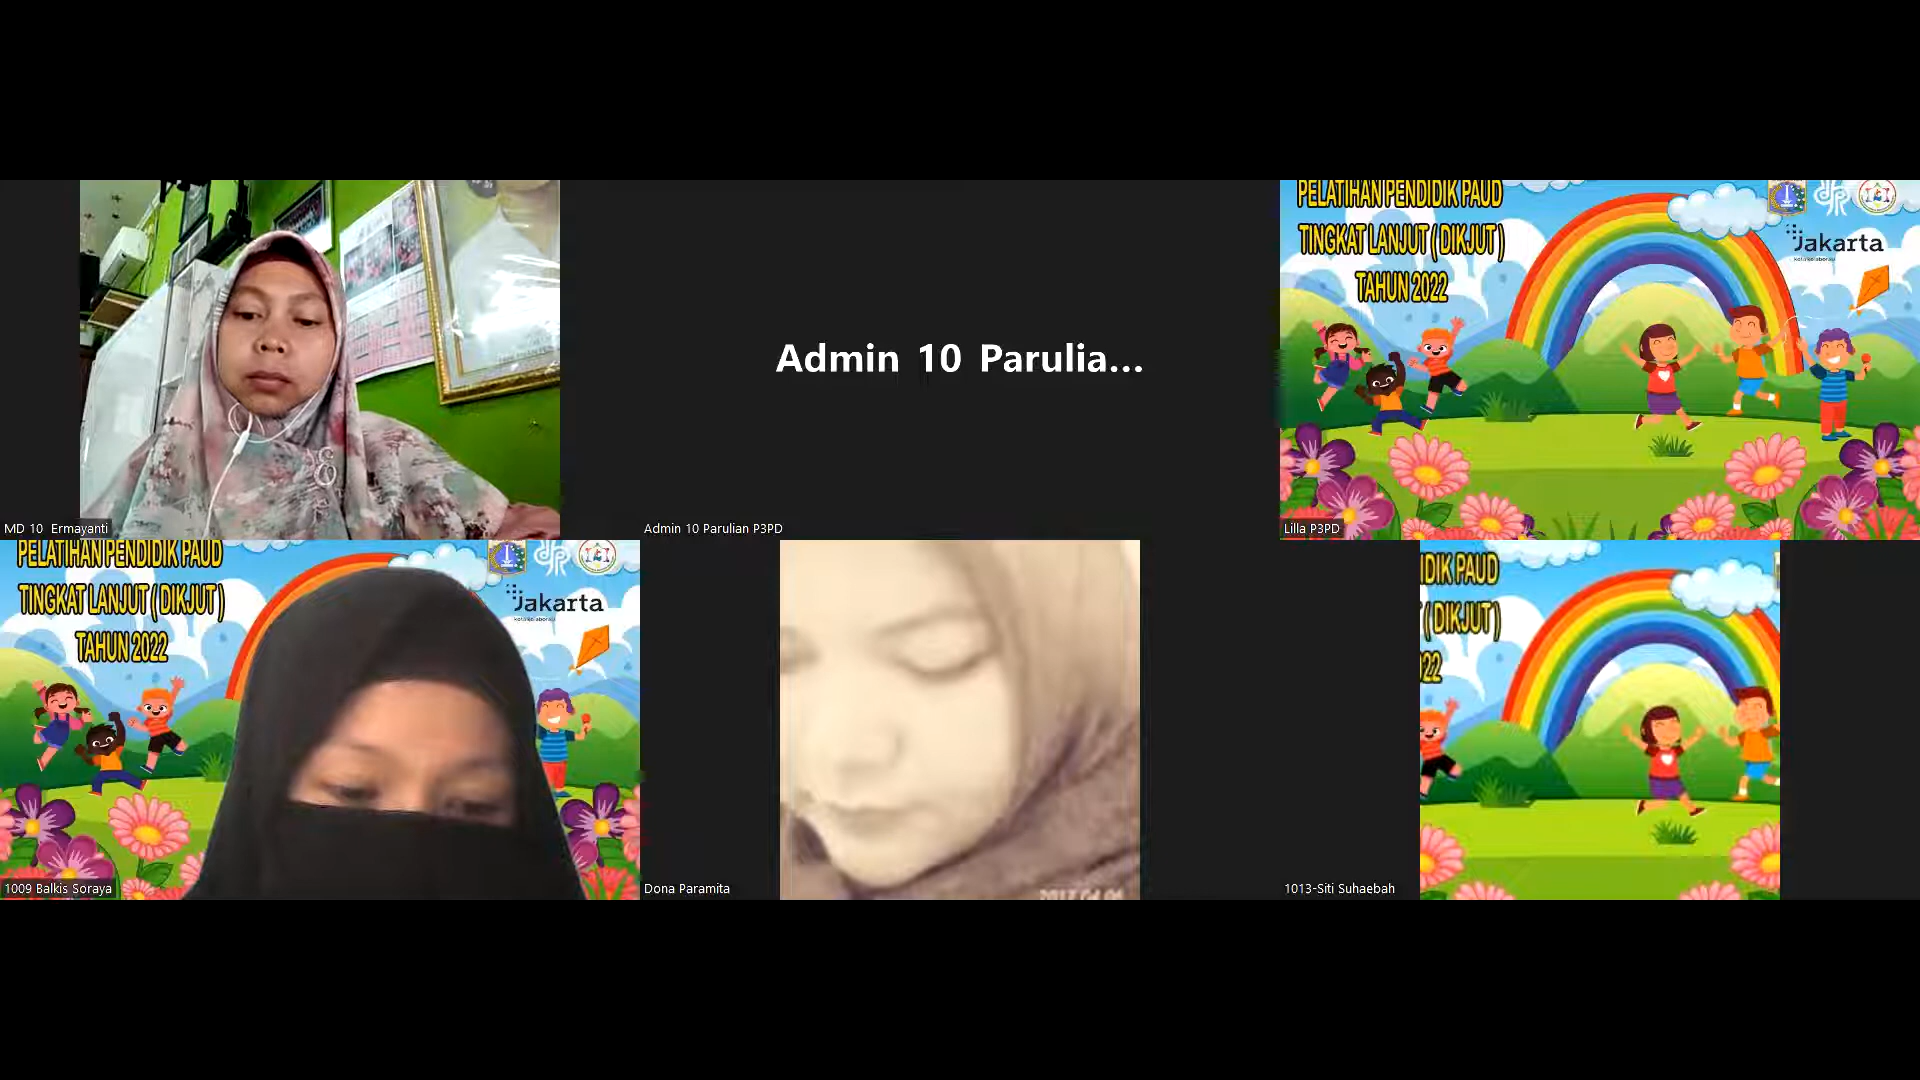 Admin 10 Parulia...
PELATIHAN PENDIDIK PAUD
TINGKAT LANJUT ( DIKJUT )
TAHUN 2022
Jakarta
MD 10 Ermayanti
Admin 10 Parulian P3PD
Lilla P3PD
PELATIHAN PENDIDIK PAUD
TINGKAT LANJUT ( DIKJUT )
TAHUN 2022
Jakarta
IDIK PAUD
( DIKJUT )
22
1009 Balkis Soraya
Dona Paramita
1013-Siti Suhaebah